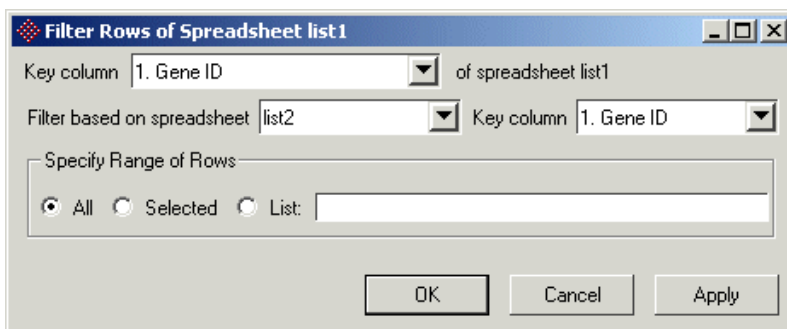 Filter Rows of Spreadsheet list1
Key column 1. Gene ID of spreadsheet list1
Filter based on spreadsheet list2 Key column 1. Gene ID
Specify Range of Rows
All Selected List:
OK Cancel Apply